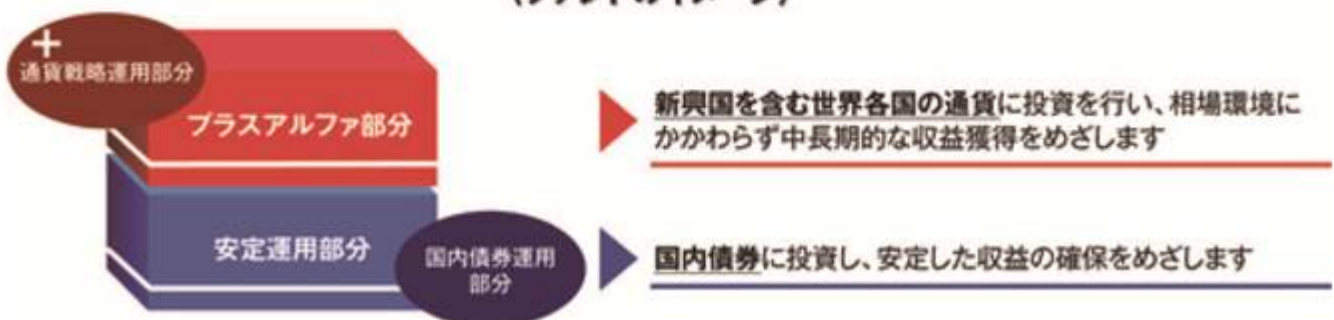 +
通貨戦略運用部分
プラスアルファ部分
新興国を含む世界各国の通貨に投資を行い、相場環境に
かかわらず中長期的な収益獲得をめざします
安定運用部分
国内債券運用
部分
国内債券に投資し、安定した収益の確保をめざします